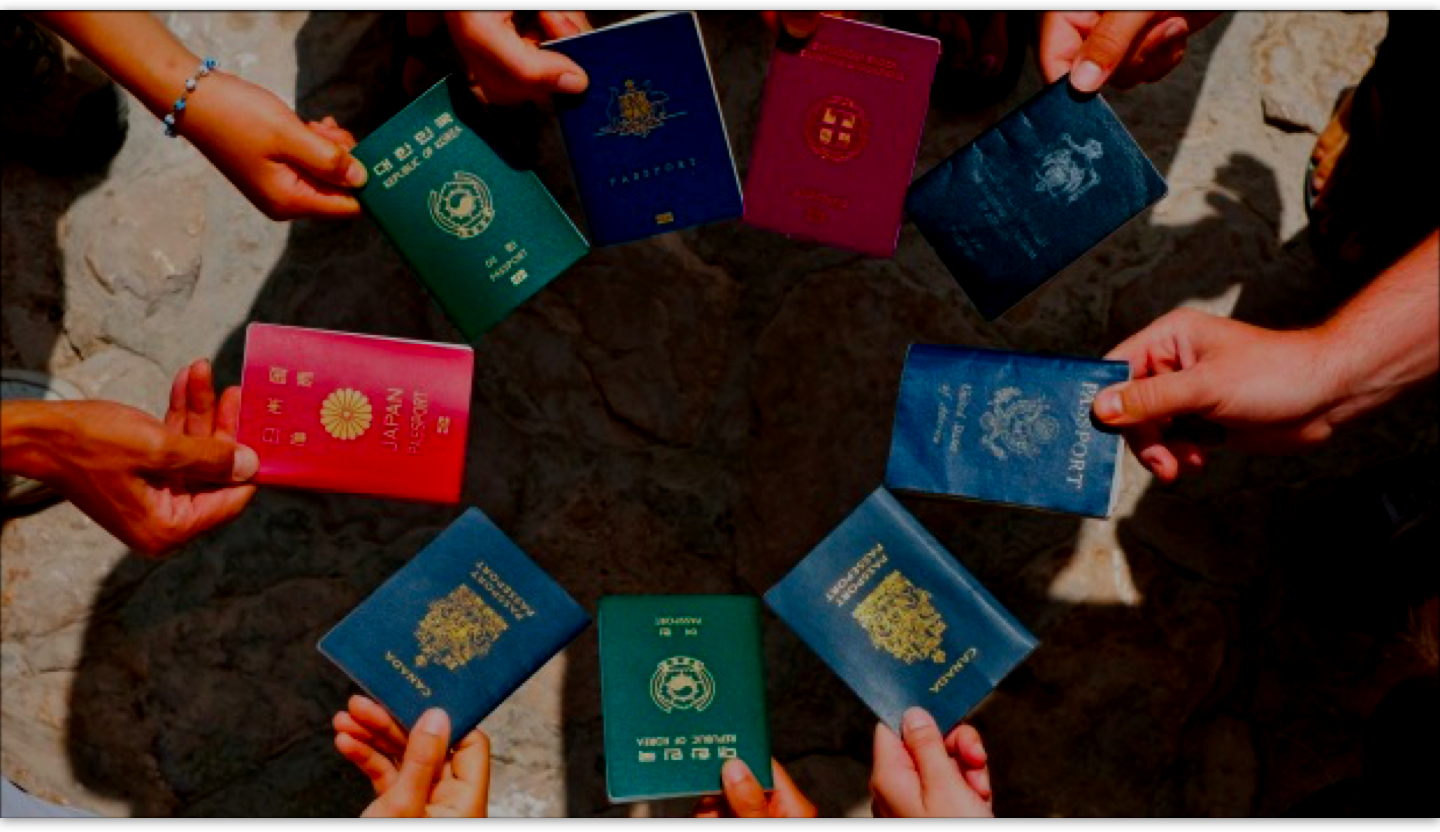 대한민국
REPUBLIC OF KOREA
여권
PASSPORT
PASSPORT
日本国
旅券
JAPAN
PASSPORT
PASSPORT
United States
of America
PASSPORT
PASSEPORT
CANADA
여권
PASSPORT
REPUBLIC OF KOREA
대한민국
PASSPORT
PASSEPORT
CANADA